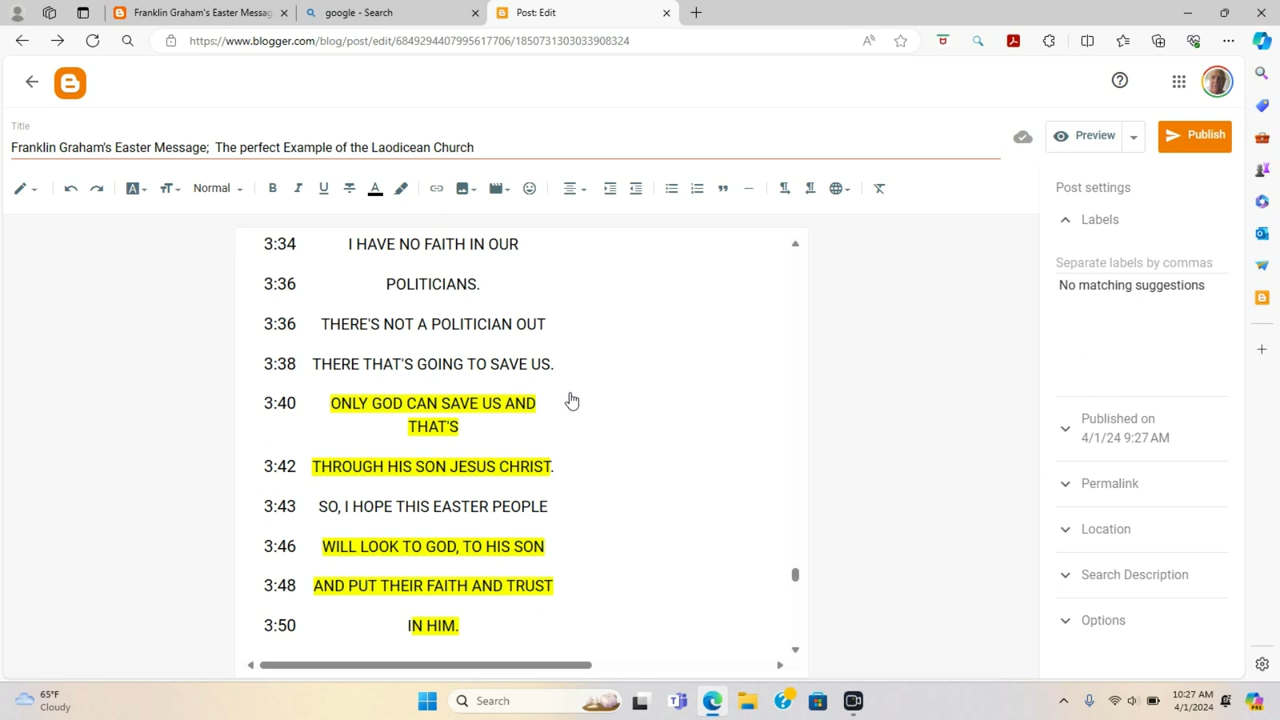 Franklin Graham's Easter Messag
google - Search
Post: Edit
https://www.blogger.com/blog/post/edit/6849294407995617706/1850731303033908324
Title
Franklin Graham's Easter Message;  The perfect Example of the Laodicean Church
Preview
Publish
Normal
Post settings
Labels
Separate labels by commas
No matching suggestions
Published on
4/1/24 9:27 AM
Permalink
Location
Search Description
Options
3:34 I HAVE NO FAITH IN OUR
3:36 POLITICIANS.
3:36 THERE'S NOT A POLITICIAN OUT
3:38 THERE THAT'S GOING TO SAVE US.
3:40 ONLY GOD CAN SAVE US AND
THAT'S
3:42 THROUGH HIS SON JESUS CHRIST.
3:43 SO, I HOPE THIS EASTER PEOPLE
3:46 WILL LOOK TO GOD, TO HIS SON
3:48 AND PUT THEIR FAITH AND TRUST
3:50 IN HIM.
65°F
Cloudy
Search
10:27 AM
4/1/2024